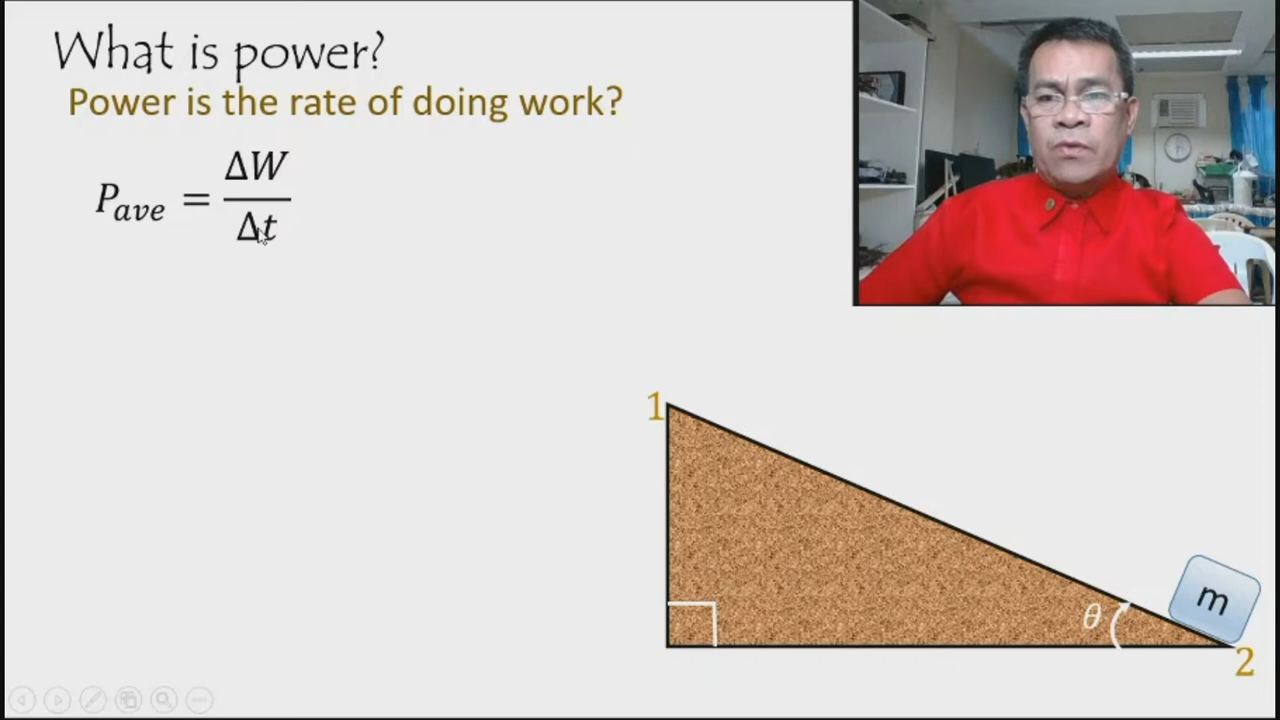 What is power?
Power is the rate of doing work?
P_ave = ΔW / Δt
1
θ
m
2